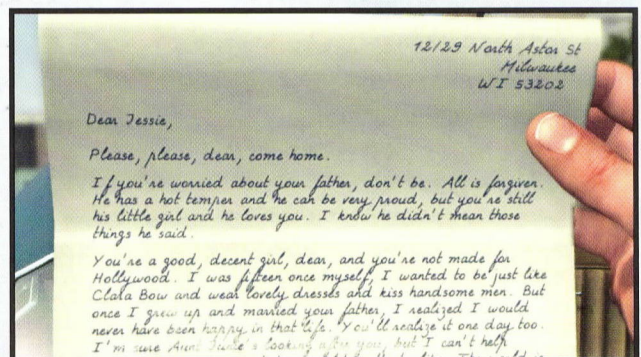 12/29 North Astor St
Milwaukee
WI 53202
Dear Jessie,
Please, please, dear, come home.
If you're worried about your father, don't be. All is forgiven.
He has a hot temper and he can be very proud, but you're still
his little girl and he loves you. I know he didn't mean those
things he said.
You're a good, decent girl, dear, and you're not made for
Hollywood. I was fifteen once myself, I wanted to be just like
Clara Bow and wear lovely dresses and kiss handsome men. But
once I grew up and married your father, I realized I would
never have been happy in that life. You'll realize it one day too.
I'm sure Aunt looking after you, but I can't help